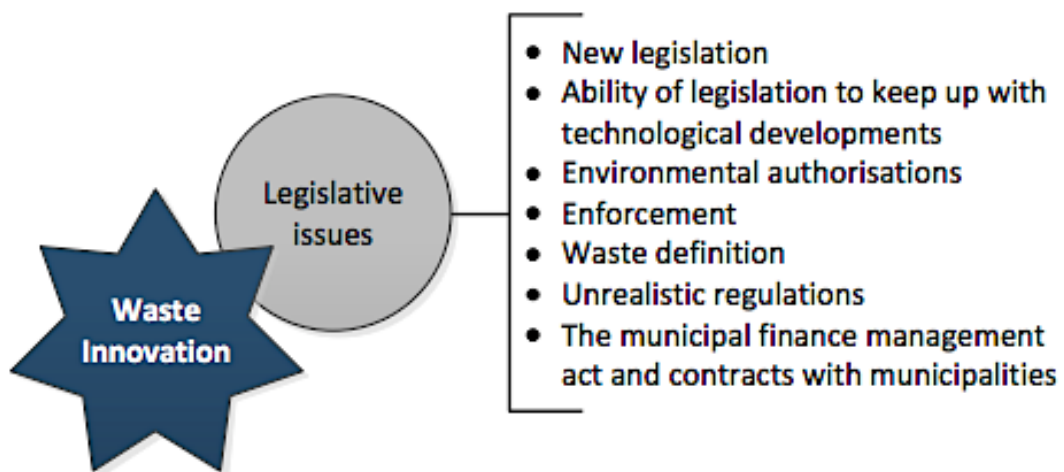 Waste
Innovation
Legislative
issues
• New legislation
• Ability of legislation to keep up with
technological developments
• Environmental authorisations
• Enforcement
• Waste definition
• Unrealistic regulations
• The municipal finance management
act and contracts with municipalities